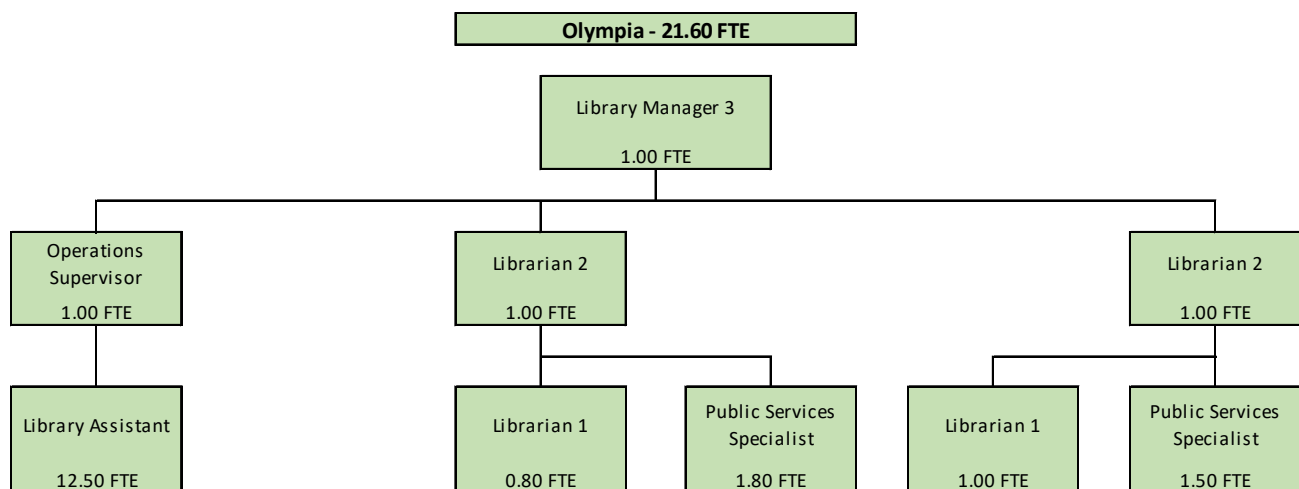 Olympia - 21.60 FTE
Library Manager 3
1.00 FTE
Operations
Supervisor
1.00 FTE
Librarian 2
1.00 FTE
Librarian 2
1.00 FTE
Library Assistant
12.50 FTE
Librarian 1
0.80 FTE
Public Services
Specialist
1.80 FTE
Librarian 1
1.00 FTE
Public Services
Specialist
1.50 FTE